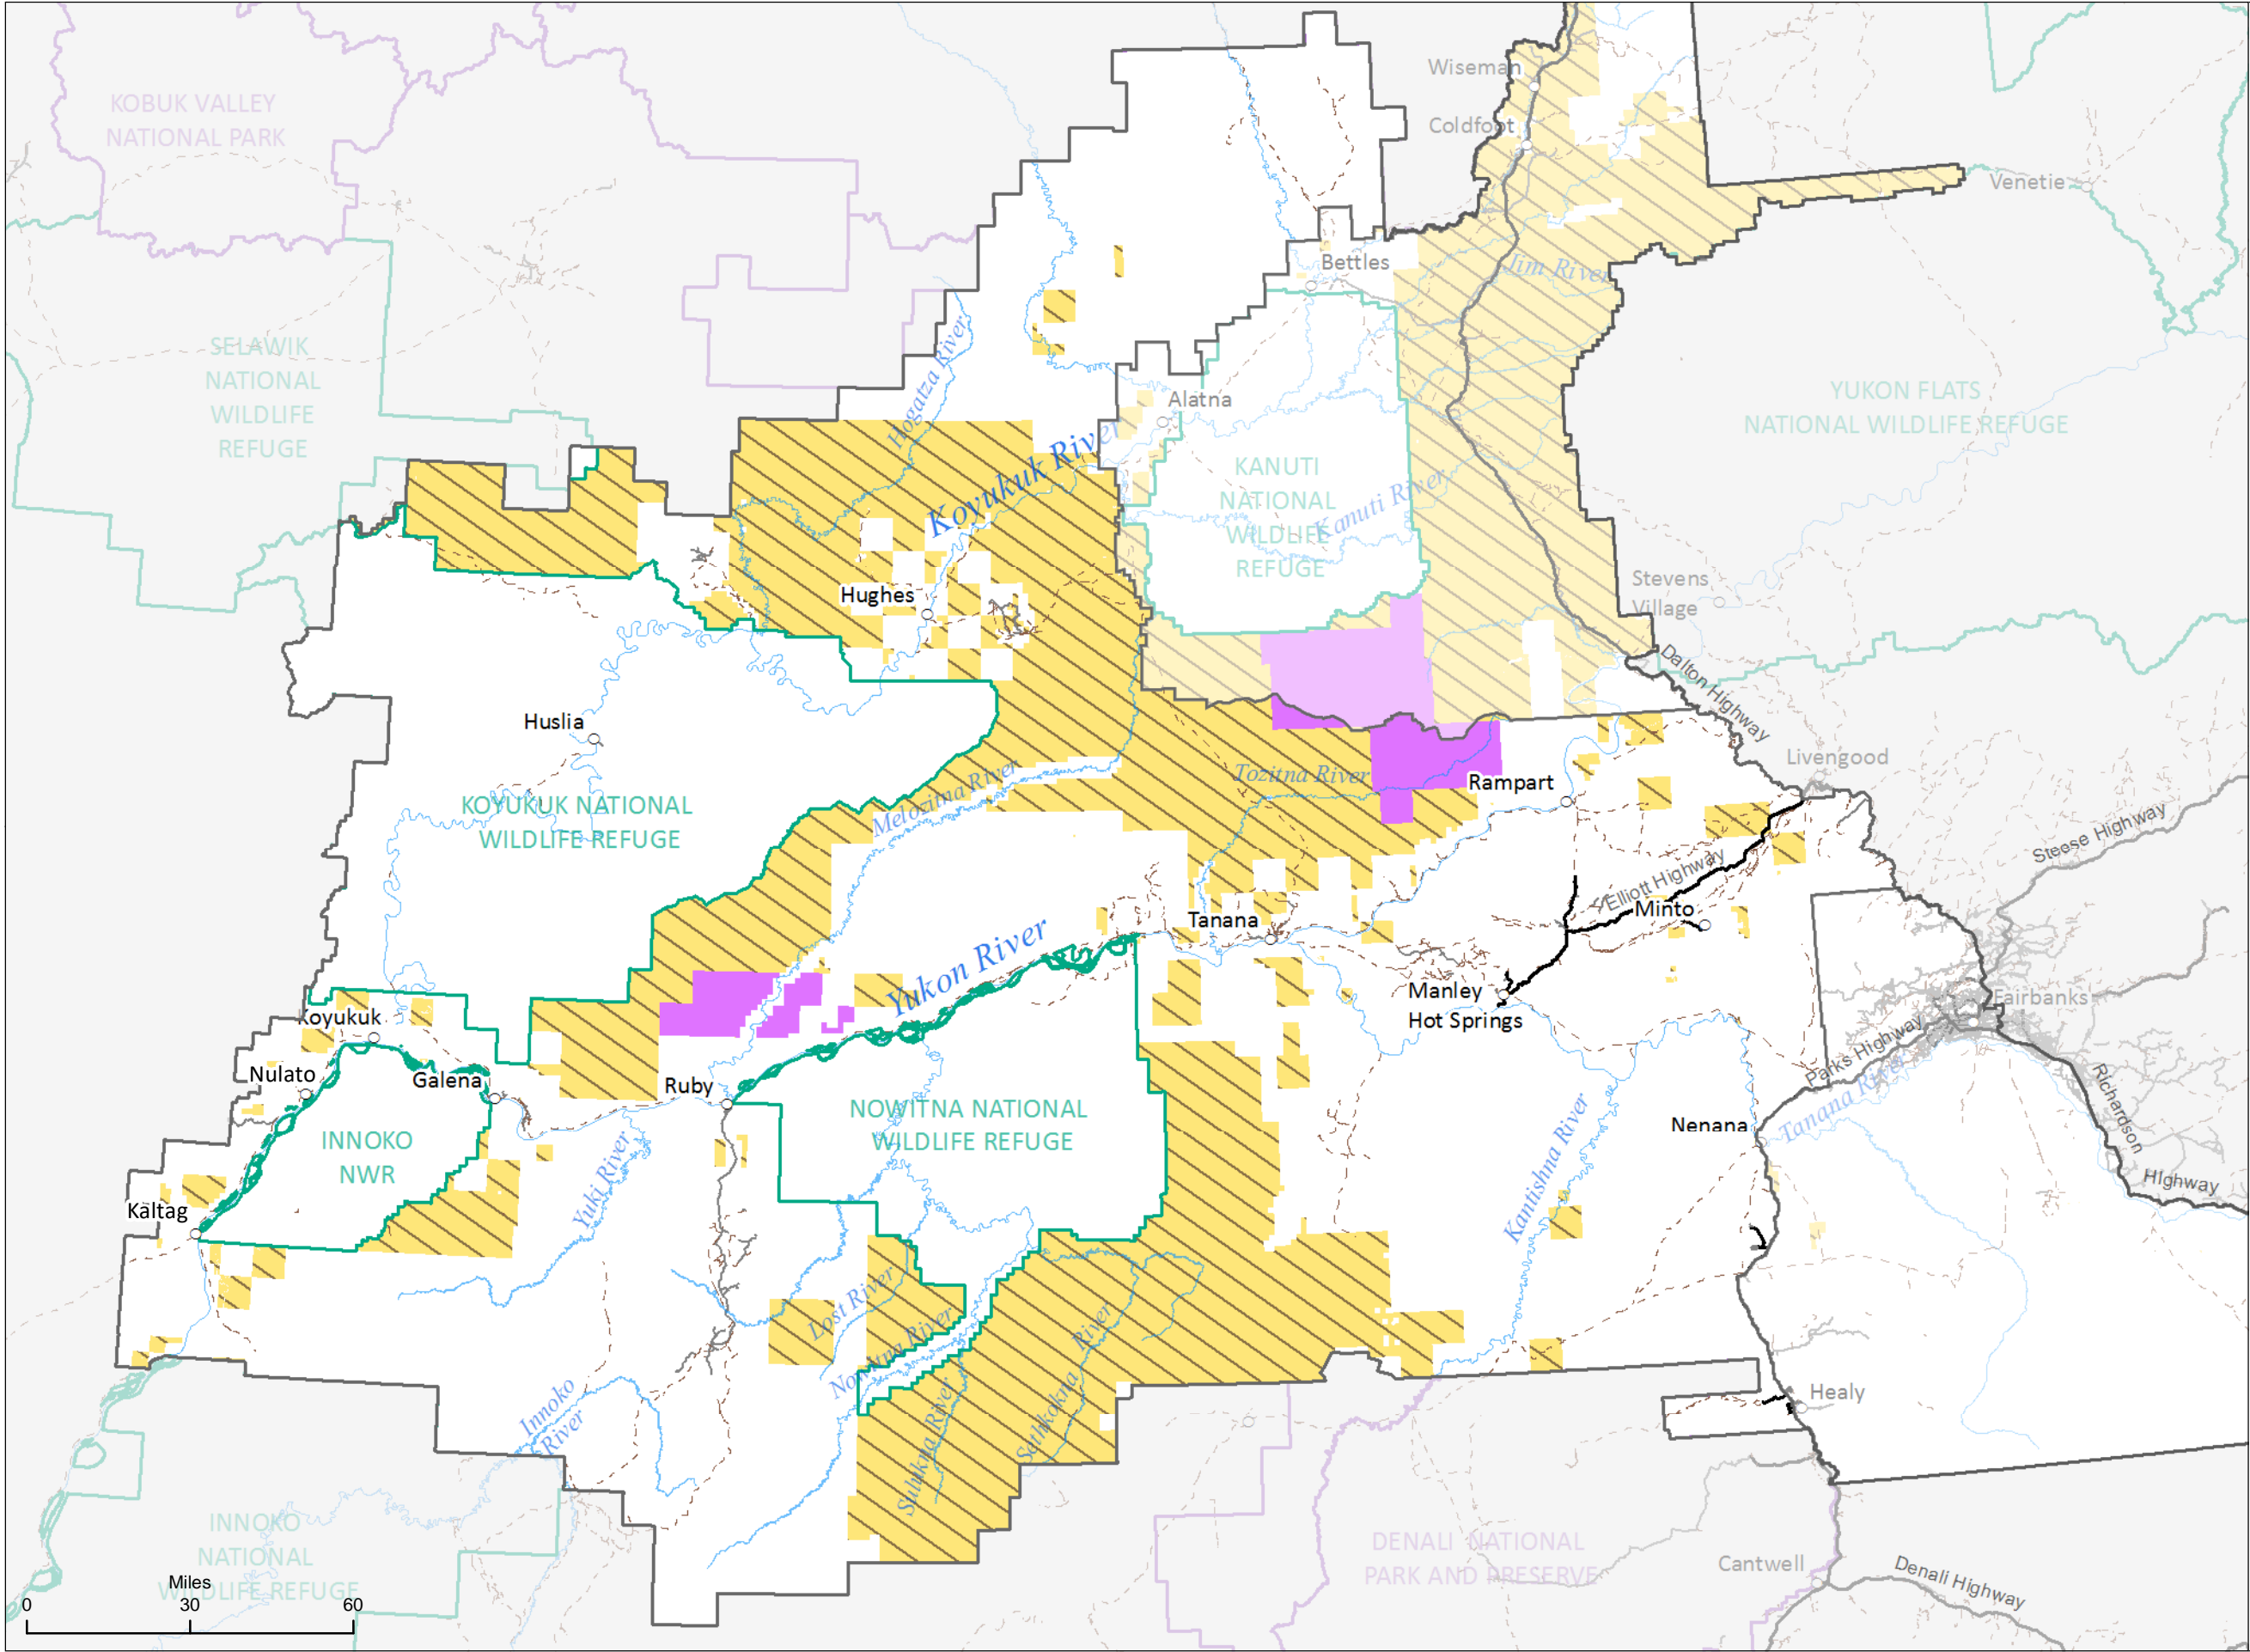 Wiseman
KOBUK VALLEY
NATIONAL PARK
Coldfoot
Venetie
Bettles
Jim River
SELAWIK
NATIONAL
WILDLIFE
REFUGE
Hogatza River
Alatna
YUKON FLATS
NATIONAL WILDLIFE REFUGE
Koyukuk River
KANUTI
NATIONAL
WILDLIFE
REFUGE
Kanuti River
Hughes
Stevens
Village
Dalton Highway
Huslia
Livengood
Tozitna River
Rampart
Melozitna River
KOYUKUK NATIONAL
WILDLIFE REFUGE
Steese Highway
Elliott Highway
Minto
Tanana
Yukon River
Manley
Hot Springs
Fairbanks
Koyukuk
Parks Highway
Nulato
Galena
Ruby
Tanana River
Richardson
HIghway
NOWITNA NATIONAL
WILDLIFE REFUGE
Nenana
INNOKO
NWR
Yuki River
Kantishna River
Kaltag
Lost River
Nowitna River
Sulukna River
Sethkokna
River
Innoko
River
Healy
INNOKO
NATIONAL
WILDLIFE REFUGE
DENALI NATIONAL
PARK AND PRESERVE
Cantwell
Denali Highway
Miles
0 30 60